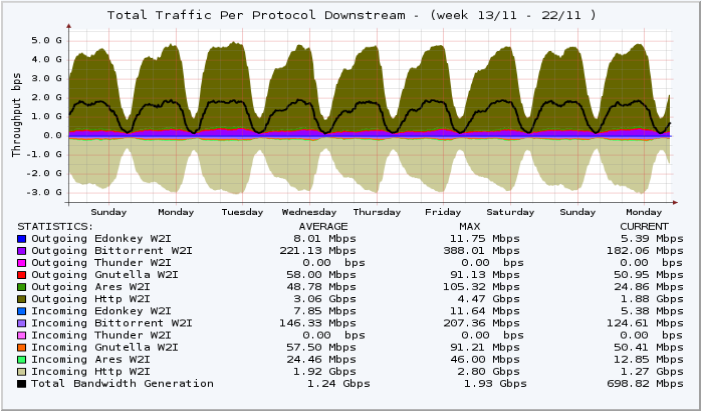 Total Traffic Per Protocol Downstream - (week 13/11 - 22/11 )
Throughput bps
5.0 G
4.0 G
3.0 G
2.0 G
1.0 G
0.0
-1.0 G
-2.0 G
-3.0 G
Sunday Monday Tuesday Wednesday Thursday Friday Saturday Sunday Monday
STATISTICS: AVERAGE MAX CURRENT
Outgoing Edonkey W2I 8.01 Mbps 11.75 Mbps 5.39 Mbps
Outgoing Bittorrent W2I 221.13 Mbps 388.01 Mbps 182.06 Mbps
Outgoing Thunder W2I 0.00 bps 0.00 bps 0.00 bps
Outgoing Gnutella W2I 58.00 Mbps 91.13 Mbps 50.95 Mbps
Outgoing Ares W2I 48.78 Mbps 105.32 Mbps 24.86 Mbps
Outgoing Http W2I 3.06 Gbps 4.47 Gbps 1.88 Gbps
Incoming Edonkey W2I 7.85 Mbps 11.64 Mbps 5.38 Mbps
Incoming Bittorrent W2I 146.33 Mbps 207.36 Mbps 124.61 Mbps
Incoming Thunder W2I 0.00 bps 0.00 bps 0.00 bps
Incoming Gnutella W2I 57.50 Mbps 91.21 Mbps 50.41 Mbps
Incoming Ares W2I 24.46 Mbps 46.00 Mbps 12.85 Mbps
Incoming Http W2I 1.92 Gbps 2.80 Gbps 1.27 Gbps
Total Bandwidth Generation 1.24 Gbps 1.93 Gbps 698.82 Mbps